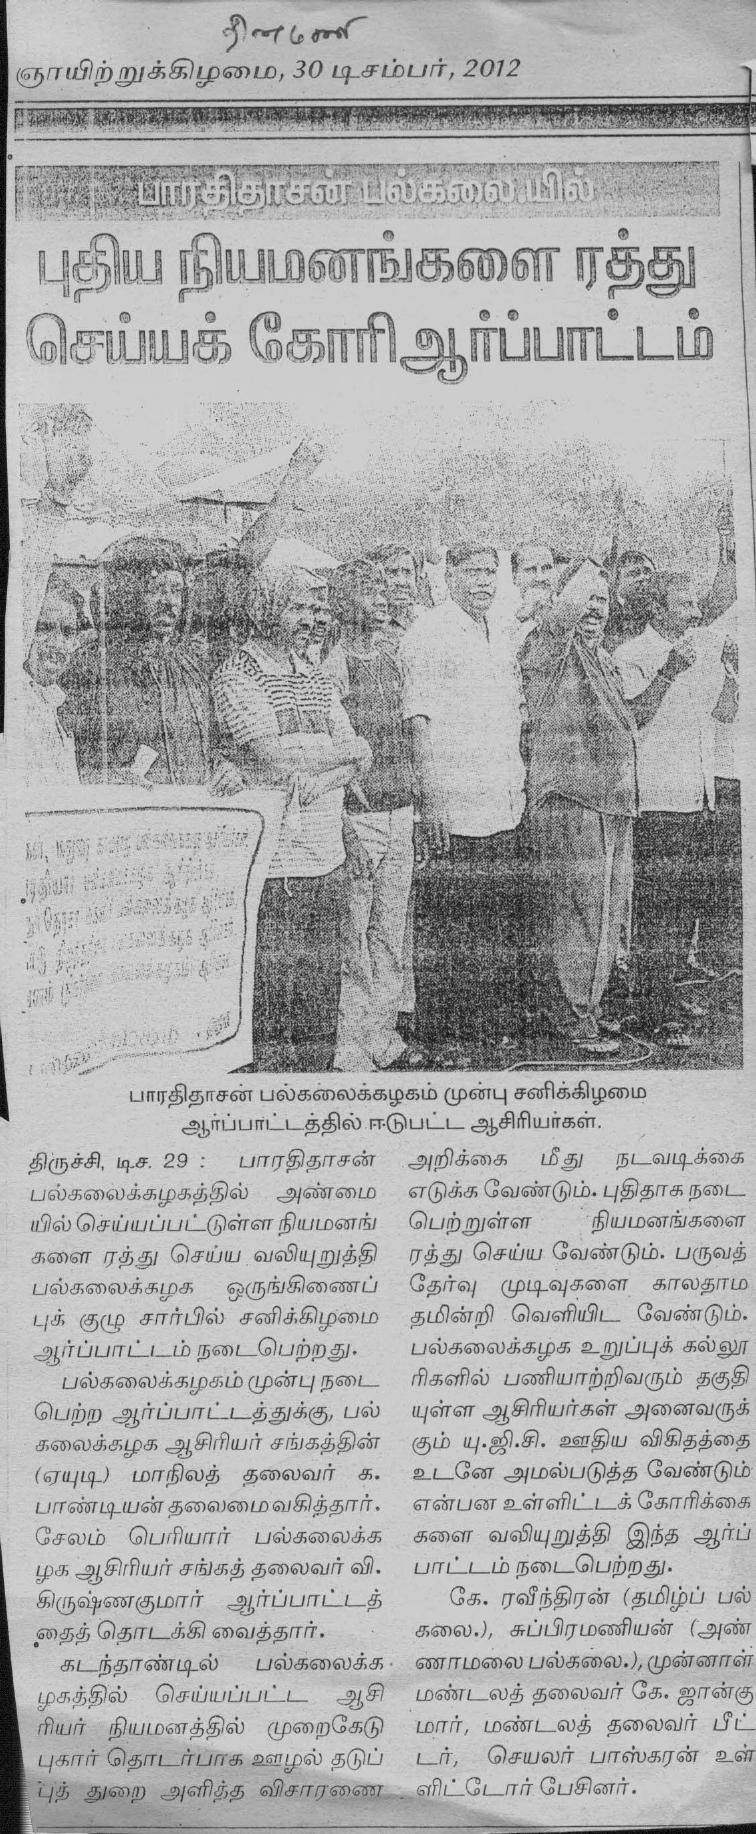 தினமணி
ஞாயிற்றுக்கிழமை, 30 டிசம்பர், 2012
பாரதிதாசன் பல்கலை.யில்
புதிய நியமனங்களை ரத்து
செய்யக் கோரி ஆர்ப்பாட்டம்
பாரதிதாசன் பல்கலைக்கழகம் முன்பு சனிக்கிழமை
ஆர்ப்பாட்டத்தில் ஈடுபட்ட ஆசிரியர்கள்.
திருச்சி, டிச. 29 : பாரதிதாசன்
பல்கலைக்கழகத்தில் அண்மை
யில் செய்யப்பட்டுள்ள நியமனங்
களை ரத்து செய்ய வலியுறுத்தி
பல்கலைக்கழக ஒருங்கிணைப்
புக் குழு சார்பில் சனிக்கிழமை
ஆர்ப்பாட்டம் நடைபெற்றது.
பல்கலைக்கழகம் முன்பு நடை
பெற்ற ஆர்ப்பாட்டத்துக்கு, பல்
கலைக்கழக ஆசிரியர் சங்கத்தின்
(ஏயுடி) மாநிலத் தலைவர் க.
பாண்டியன் தலைமை வகித்தார்.
சேலம் பெரியார் பல்கலைக்க
ழக ஆசிரியர் சங்கத் தலைவர் வி.
கிருஷ்ணகுமார் ஆர்ப்பாட்டத்
தைத் தொடக்கி வைத்தார்.
கடந்தாண்டில் பல்கலைக்க
ழகத்தில் செய்யப்பட்ட ஆசி
ரியர் நியமனத்தில் முறைகேடு
புகார் தொடர்பாக ஊழல் தடுப்
புத் துறை அளித்த விசாரணை
அறிக்கை மீது நடவடிக்கை
எடுக்க வேண்டும். புதிதாக நடை
பெற்றுள்ள நியமனங்களை
ரத்து செய்ய வேண்டும். பருவத்
தேர்வு முடிவுகளை காலதாம
தமின்றி வெளியிட வேண்டும்.
பல்கலைக்கழக உறுப்புக் கல்லூ
ரிகளில் பணியாற்றிவரும் தகுதி
யுள்ள ஆசிரியர்கள் அனைவருக்
கும் யு.ஜி.சி. ஊதிய விகிதத்தை
உடனே அமல்படுத்த வேண்டும்
என்பன உள்ளிட்டக் கோரிக்கை
களை வலியுறுத்தி இந்த ஆர்ப்
பாட்டம் நடைபெற்றது.
கே. ரவீந்திரன் (தமிழ்ப் பல்
கலை.), சுப்பிரமணியன் (அண்
ணாமலை பல்கலை.), முன்னாள்
மண்டலத் தலைவர் கே. ஜான்கு
மார், மண்டலத் தலைவர் பீட்
டர், செயலர் பாஸ்கரன் உள்
ளிட்டோர் பேசினர்.